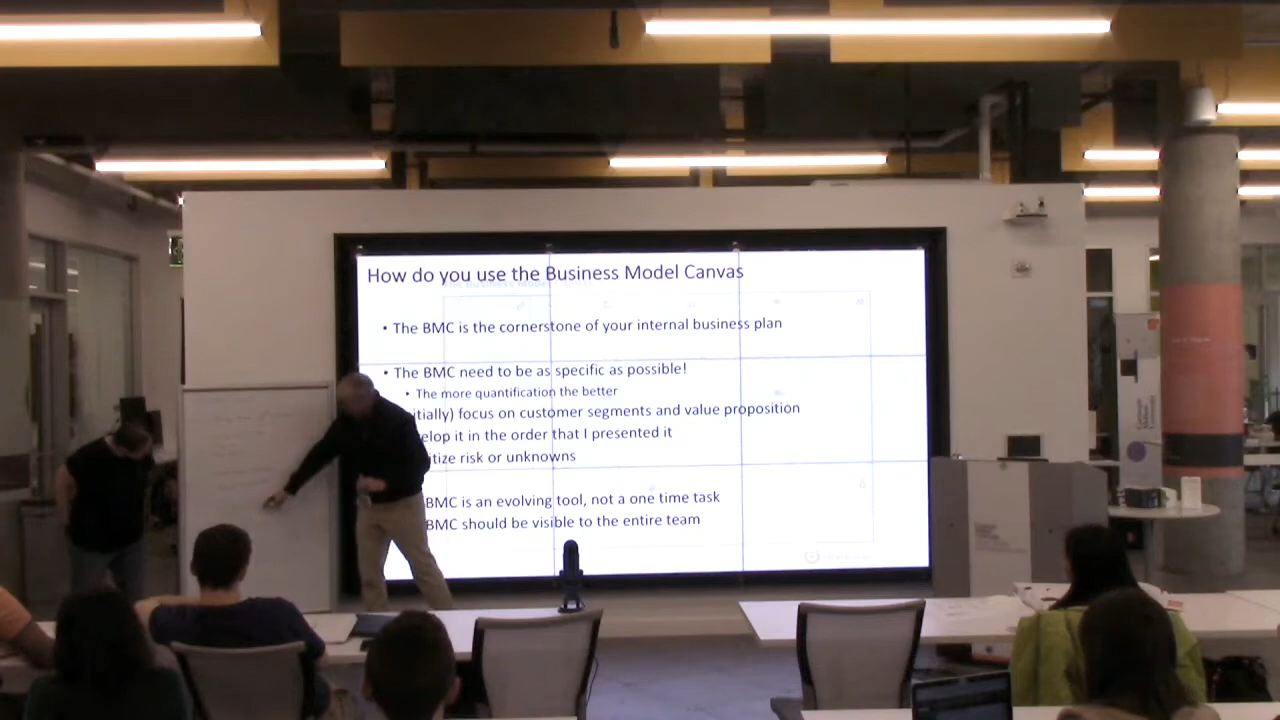 How do you use the Business Model Canvas
• The BMC is the cornerstone of your internal business plan
• The BMC need to be as specific as possible!
• The more quantification the better
itially) focus on customer segments and value proposition
elop it in the order that I presented it
itize risk or unknowns
BMC is an evolving tool, not a one time task
BMC should be visible to the entire team